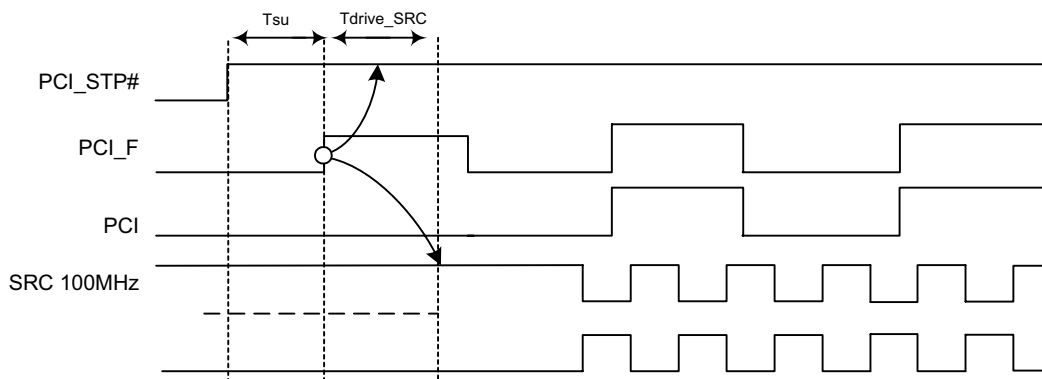 Tsu
Tdrive_SRC
PCI_STP#
PCI_F
PCI
SRC 100MHz